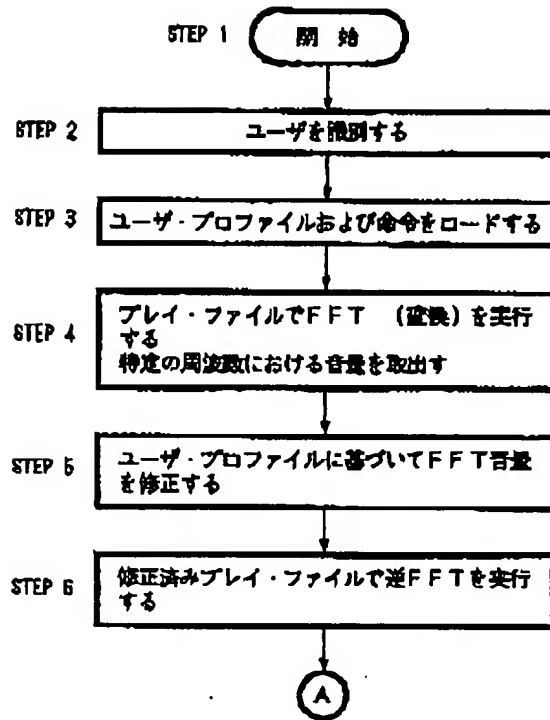 STEP 1 開始
STEP 2 ユーザを識別する
STEP 3 ユーザ・プロファイルおよび命令をロードする
STEP 4 プレイ・ファイルでFFT (変換)を実行
する
特定の周波数における音量を取出す
STEP 5 ユーザ・プロファイルに基づいてFFT音量
を修正する
STEP 6 修正済みプレイ・ファイルで逆FFTを実行
する
A